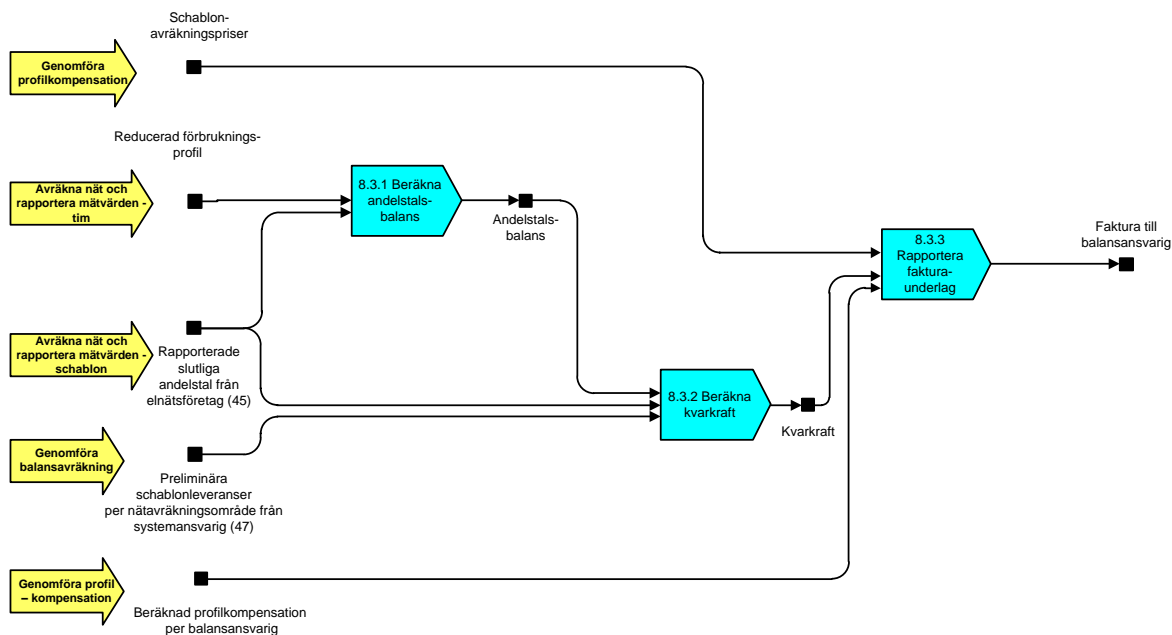 Schablon-
avräkningspriser
Genomföra
profilkompensation
Reducerad förbruknings-
profil
Avräkna nät och
rapportera mätvärden -
tim
8.3.1 Beräkna
andelstals-
balans
Andelstals-
balans
8.3.3
Rapportera
faktura-
underlag
Faktura till
balansansvarig
Avräkna nät och
rapportera mätvärden -
schablon
Rapporterade
slutliga
andelstal från
elnätsföretag (45)
8.3.2 Beräkna
kvarkraft
Kvarkraft
Genomföra
balansavräkning
Preliminära
schablonleveranser
per nätavräkningsområde från
systemansvarig (47)
Genomföra profil
– kompensation
Beräknad profilkompensation
per balansansvarig